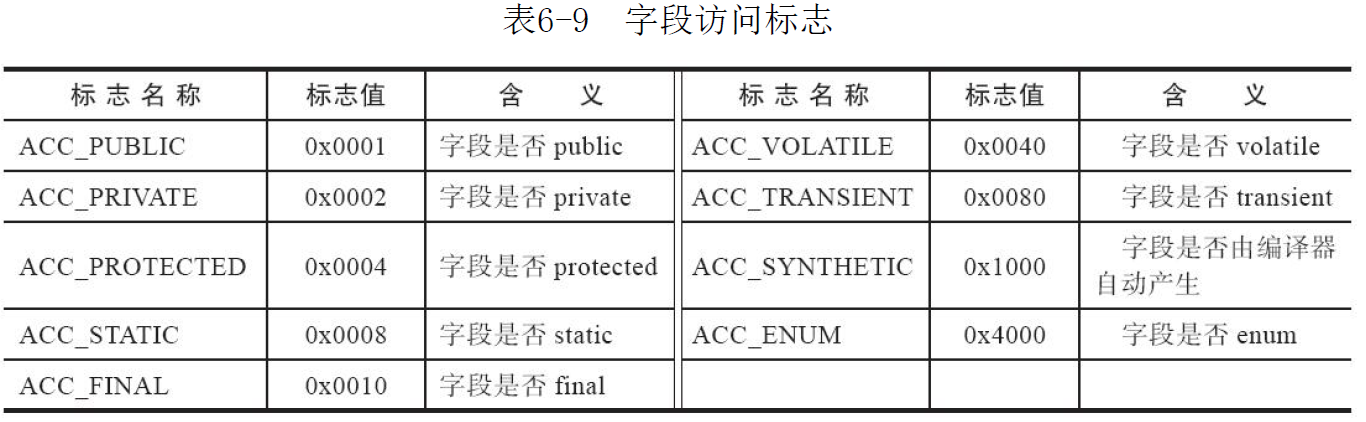 表6-9 字段访问标志
标志名称 标志值 含 义 标志名称 标志值 含 义
ACC_PUBLIC 0x0001 字段是否 public ACC_VOLATILE 0x0040 字段是否 volatile
ACC_PRIVATE 0x0002 字段是否 private ACC_TRANSIENT 0x0080 字段是否 transient
ACC_PROTECTED 0x0004 字段是否 protected ACC_SYNTHETIC 0x1000 字段是否由编译器
自动产生
ACC_STATIC 0x0008 字段是否 static ACC_ENUM 0x4000 字段是否 enum
ACC_FINAL 0x0010 字段是否 final